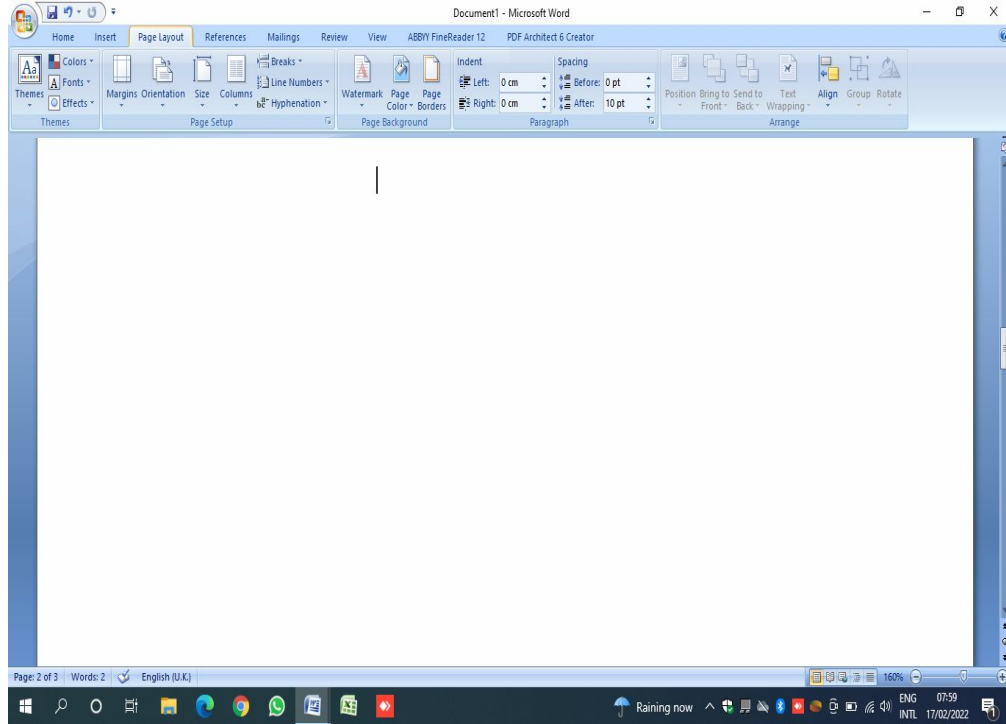 Document1 - Microsoft Word
Home Insert Page Layout References Mailings Review View ABBYY FineReader 12 PDF Architect 6 Creator
Aa Colors Breaks Indent Spacing
A Fonts Line Numbers Left: 0 cm Before: 0 pt
Themes Effects Margins Orientation Size Columns Hyphenation Watermark Page Color Page Borders Right: 0 cm After: 10 pt Position Bring to Front Send to Back Text Wrapping Align Group Rotate
Themes Page Setup Page Background Paragraph Arrange
Page: 2 of 3 Words: 2 English (U.K.) 160%
Raining now ENG 07:59
INTL 17/02/2022